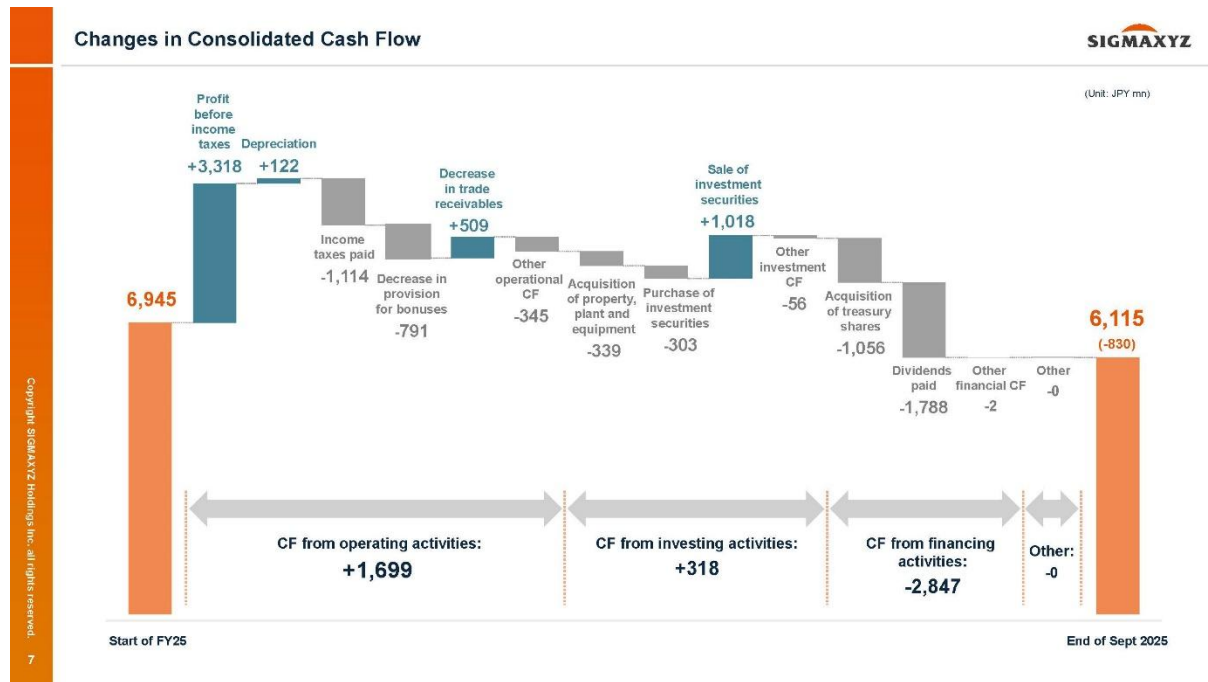 Changes in Consolidated Cash Flow
SIGMAXYZ
(Unit: JPY mn)
Profit
before
income
taxes
+3,318
Depreciation
+122
Income
taxes paid
-1,114
Decrease in
provision
for bonuses
-791
Decrease
in trade
receivables
+509
Other
operational
CF
-345
Acquisition
of property,
plant and
equipment
-339
Purchase of
investment
securities
-303
Sale of
investment
securities
+1,018
Other
investment
CF
-56
Acquisition
of treasury
shares
-1,056
Dividends
paid
-1,788
Other
financial CF
-2
Other
-0
6,945
6,115
(-830)
CF from operating activities:
+1,699
CF from investing activities:
+318
CF from financing
activities:
-2,847
Other:
-0
Start of FY25
End of Sept 2025
Copyright SIGMAXYZ Holdings Inc. all rights reserved.
7